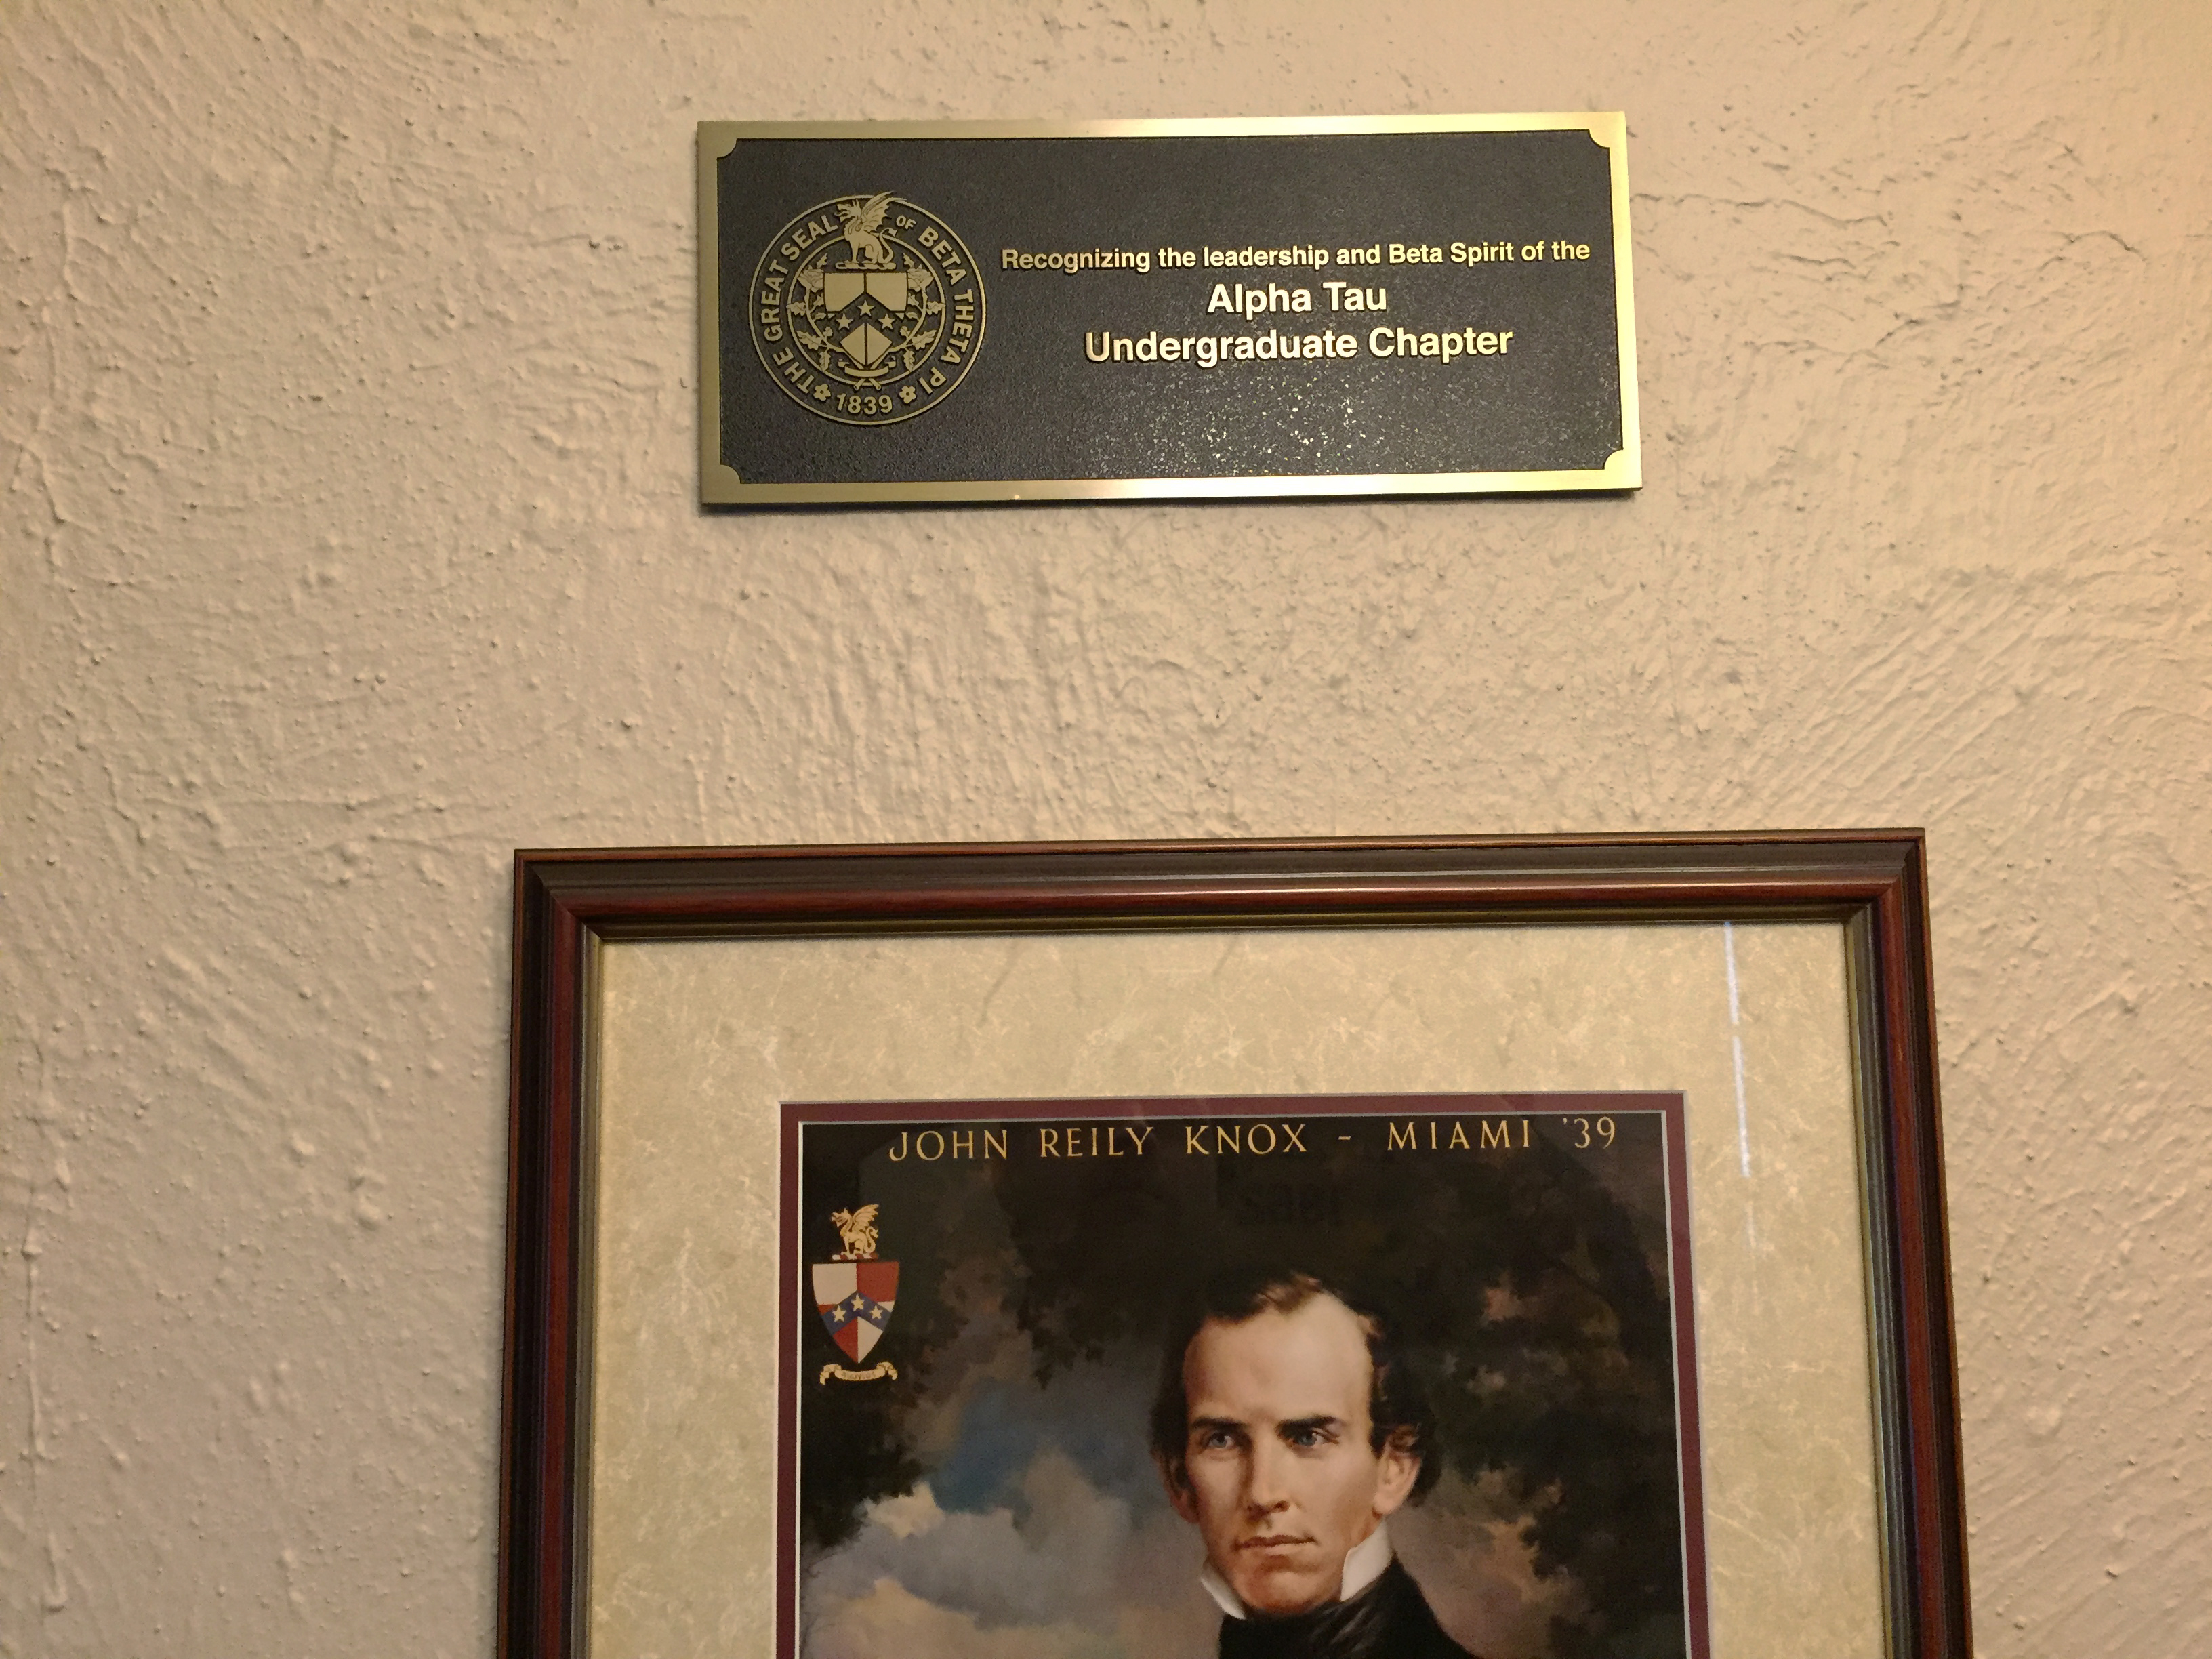 THE GREAT SEAL OF BETA THETA PI
1839
Recognizing the leadership and Beta Spirit of the
Alpha Tau
Undergraduate Chapter
JOHN REILY KNOX - MIAMI '39